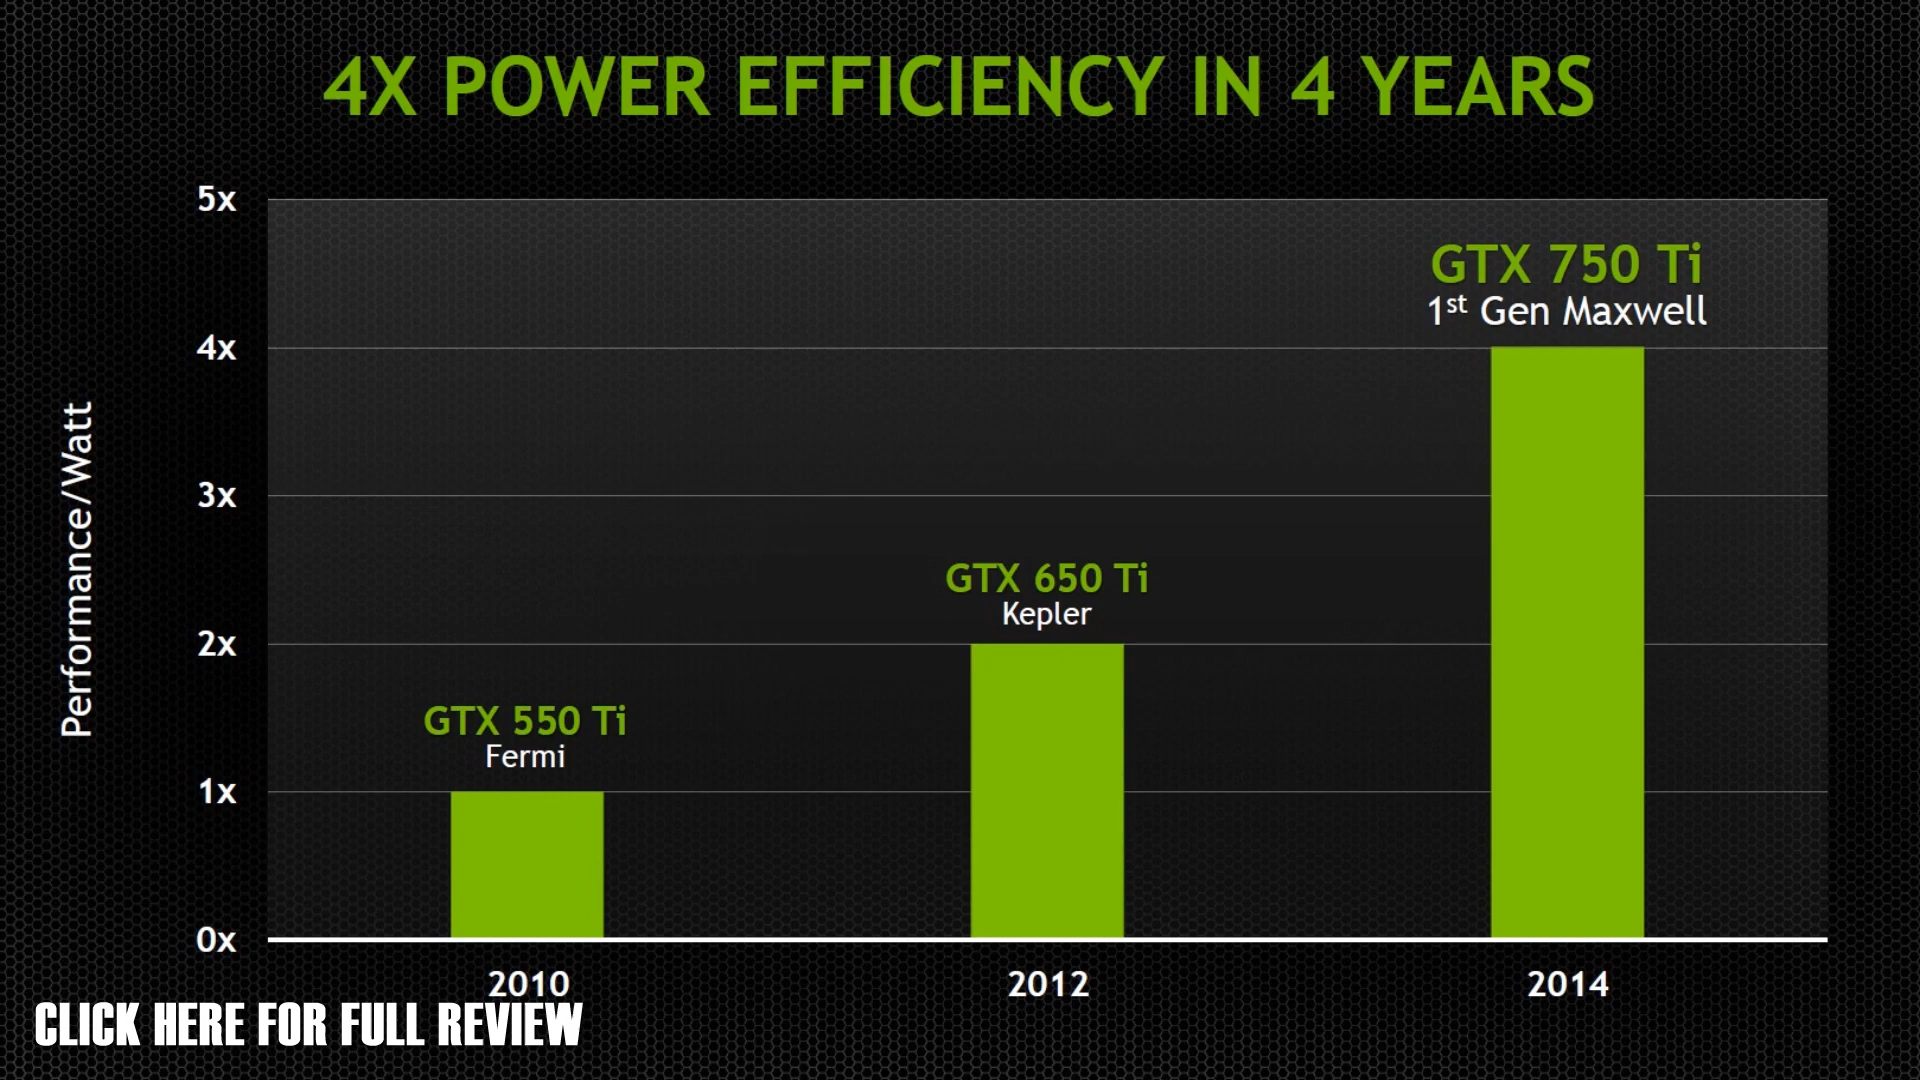 4X POWER EFFICIENCY IN 4 YEARS
5x
4x
3x
2x
1x
0x
Performance/Watt
GTX 550 Ti
Fermi
GTX 650 Ti
Kepler
GTX 750 Ti
1st Gen Maxwell
2010
2012
2014
CLICK HERE FOR FULL REVIEW